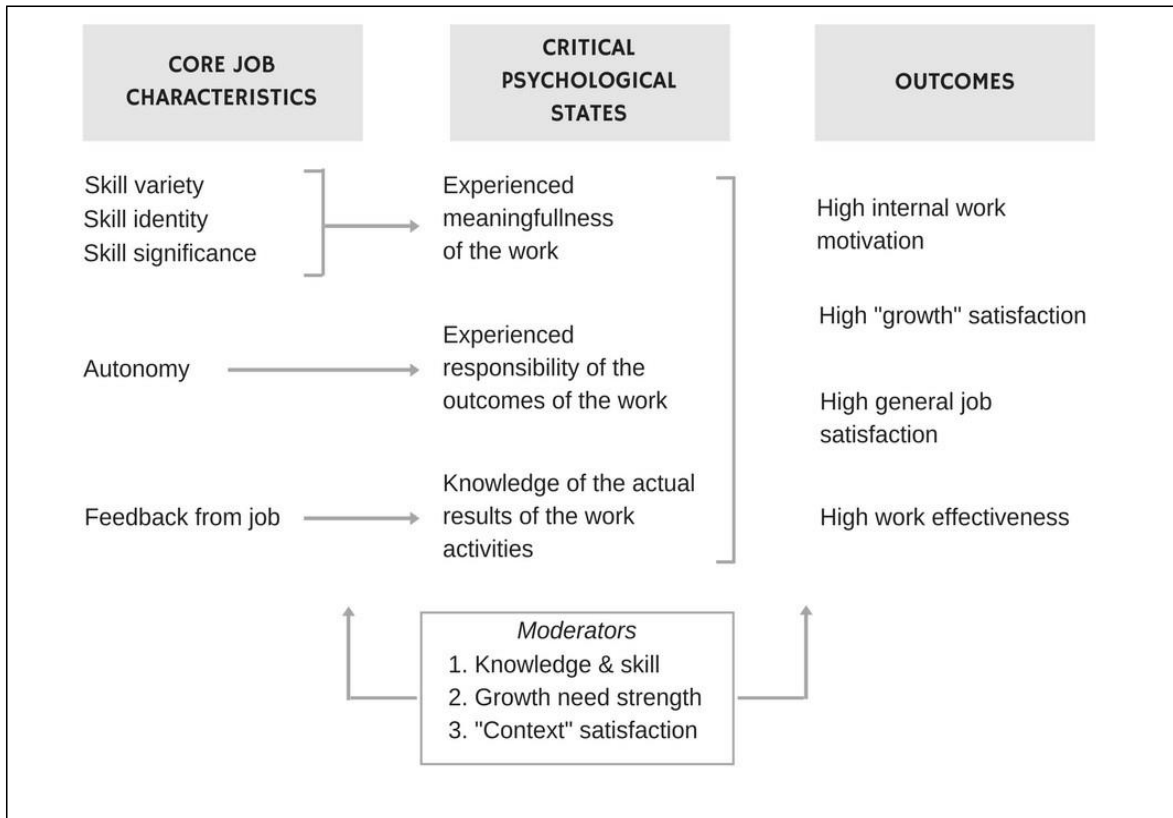 CORE JOB
CHARACTERISTICS
CRITICAL
PSYCHOLOGICAL
STATES
OUTCOMES
Skill variety
Skill identity
Skill significance
Experienced
meaningfullness
of the work
High internal work
motivation
High "growth" satisfaction
Autonomy
Experienced
responsibility of the
outcomes of the work
High general job
satisfaction
Feedback from job
Knowledge of the actual
results of the work
activities
High work effectiveness
Moderators
1. Knowledge & skill
2. Growth need strength
3. "Context" satisfaction